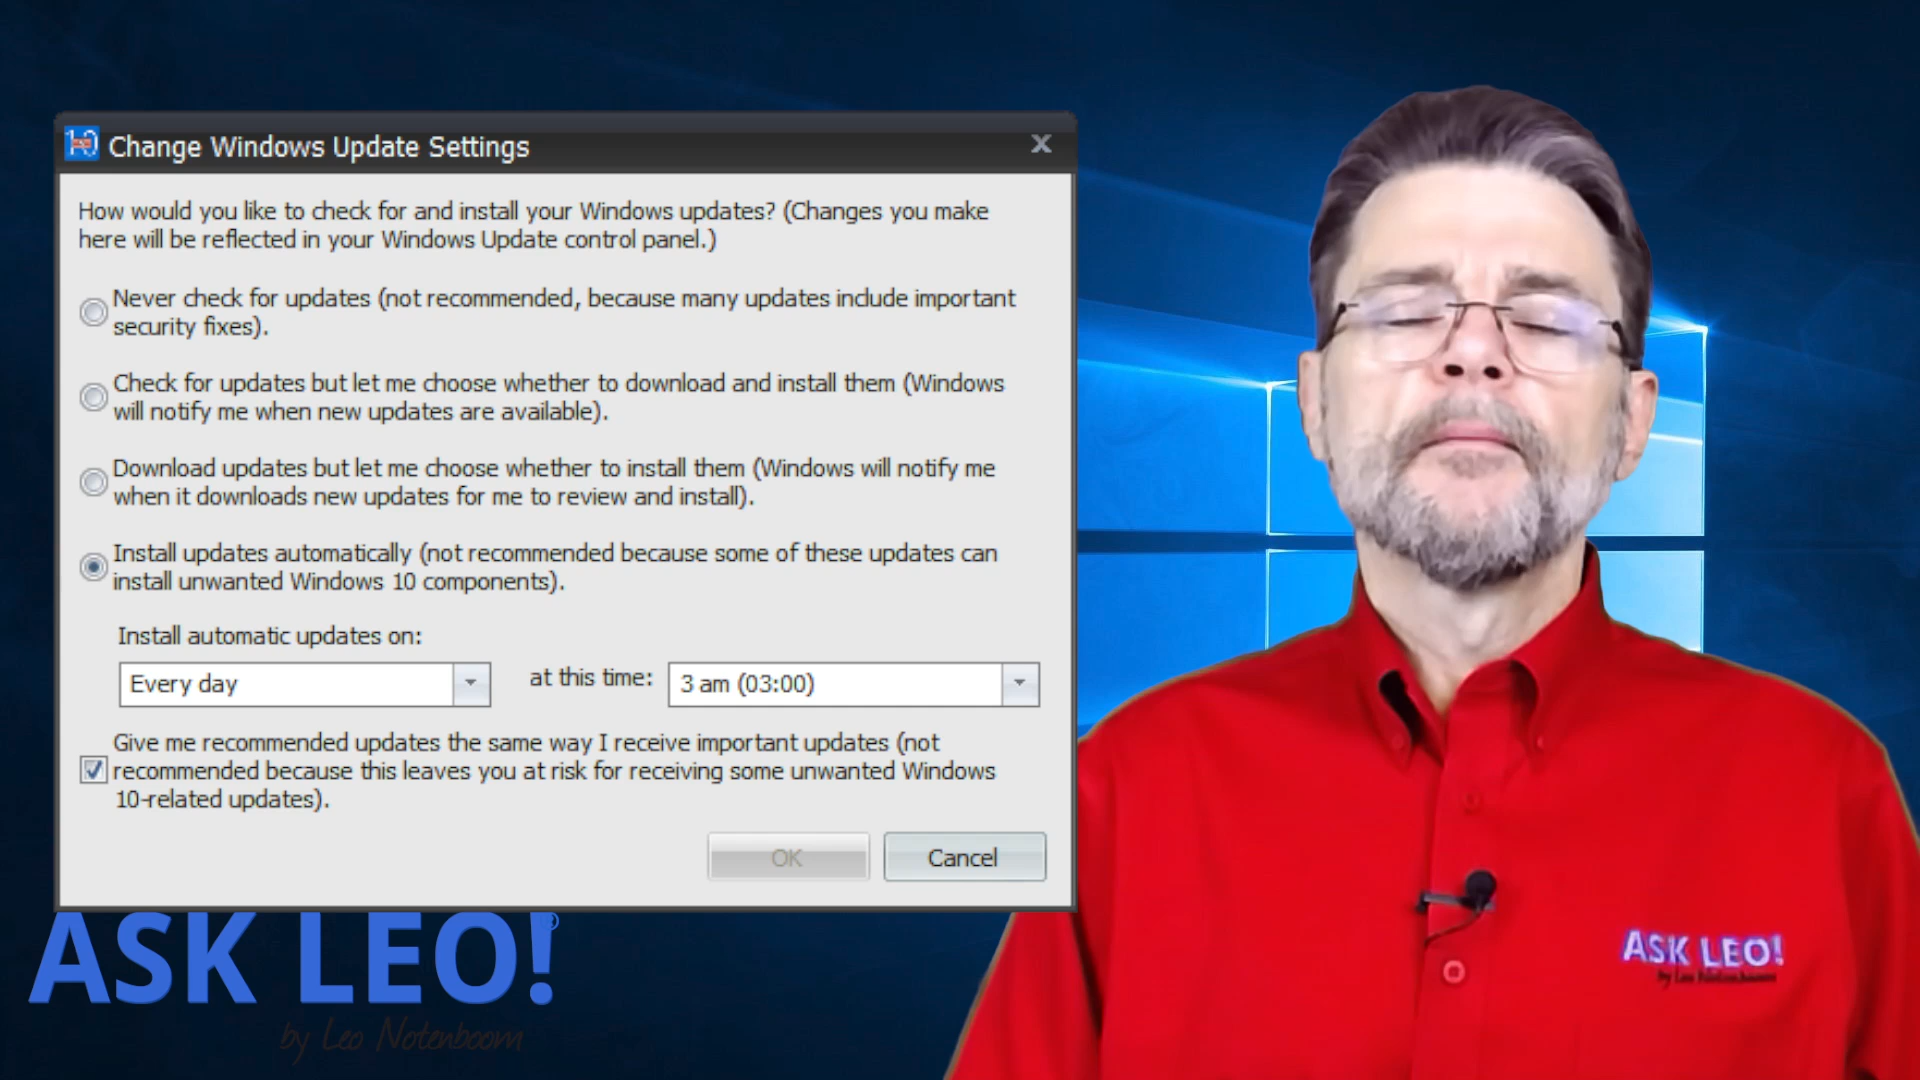 Change Windows Update Settings
How would you like to check for and install your Windows updates? (Changes you make
here will be reflected in your Windows Update control panel.)
Never check for updates (not recommended, because many updates include important
security fixes).
Check for updates but let me choose whether to download and install them (Windows
will notify me when new updates are available).
Download updates but let me choose whether to install them (Windows will notify me
when it downloads new updates for me to review and install).
Install updates automatically (not recommended because some of these updates can
install unwanted Windows 10 components).
Install automatic updates on:
Every day
at this time:
3 am (03:00)
Give me recommended updates the same way I receive important updates (not
recommended because this leaves you at risk for receiving some unwanted Windows
10-related updates).
OK
Cancel
ASK LEO!®
by Leo Notenboom
ASK LEO!
by Leo Notenboom